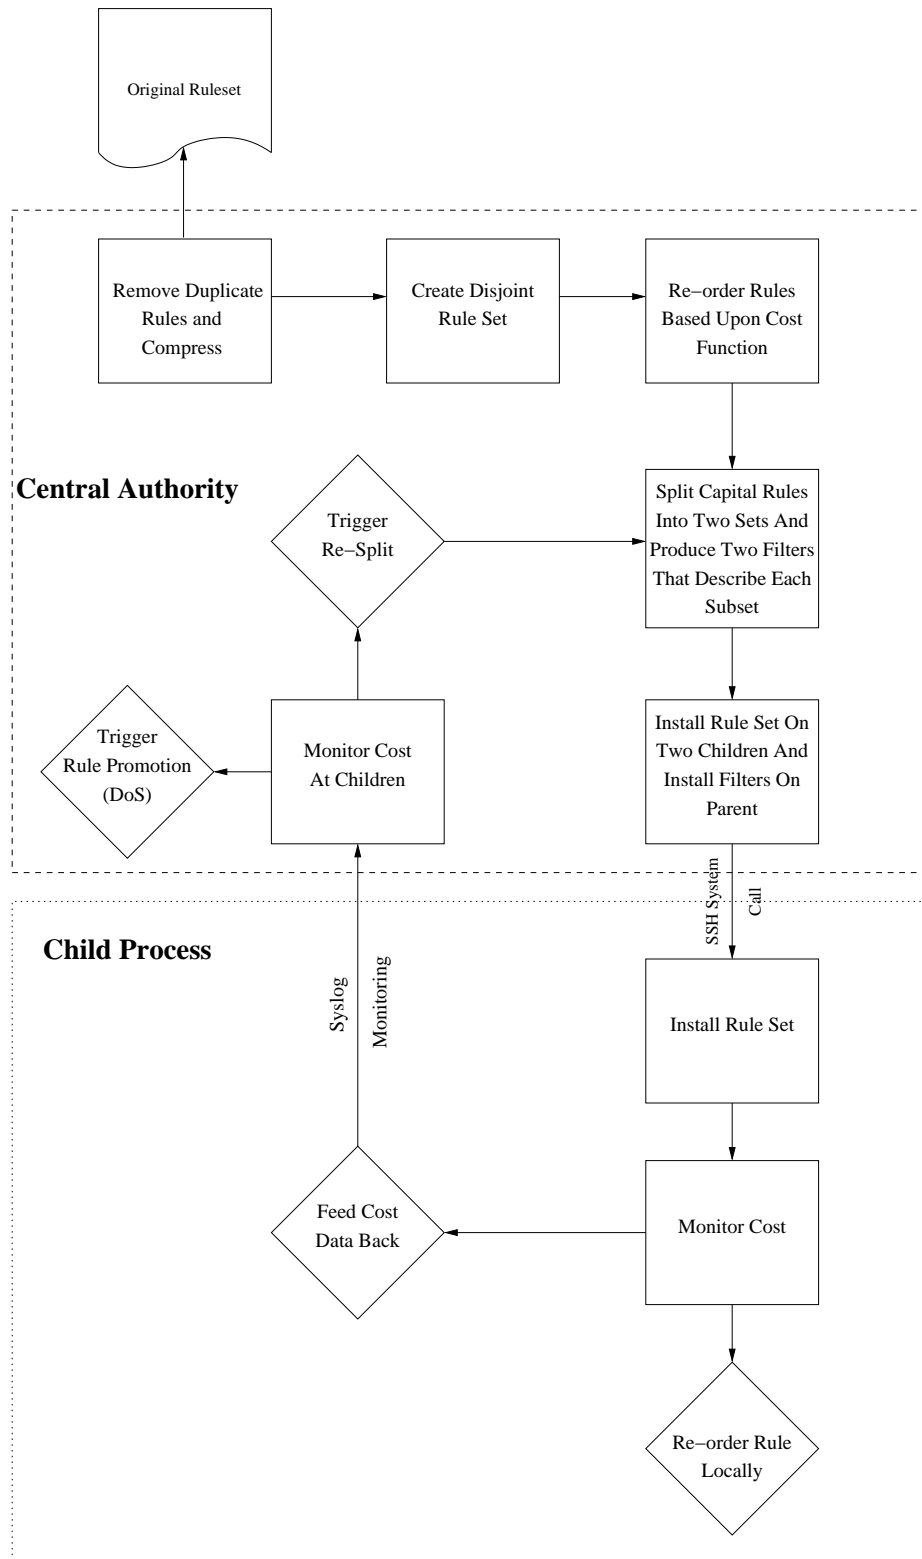 Original Ruleset
Remove Duplicate
Rules and
Compress
Create Disjoint
Rule Set
Re−order Rules
Based Upon Cost
Function
Central Authority
Trigger
Re−Split
Split Capital Rules
Into Two Sets And
Produce Two Filters
That Describe Each
Subset
Trigger
Rule Promotion
(DoS)
Monitor Cost
At Children
Install Rule Set On
Two Children And
Install Filters On
Parent
SSH System
Call
Child Process
Syslog
Monitoring
Install Rule Set
Feed Cost
Data Back
Monitor Cost
Re−order Rule
Locally